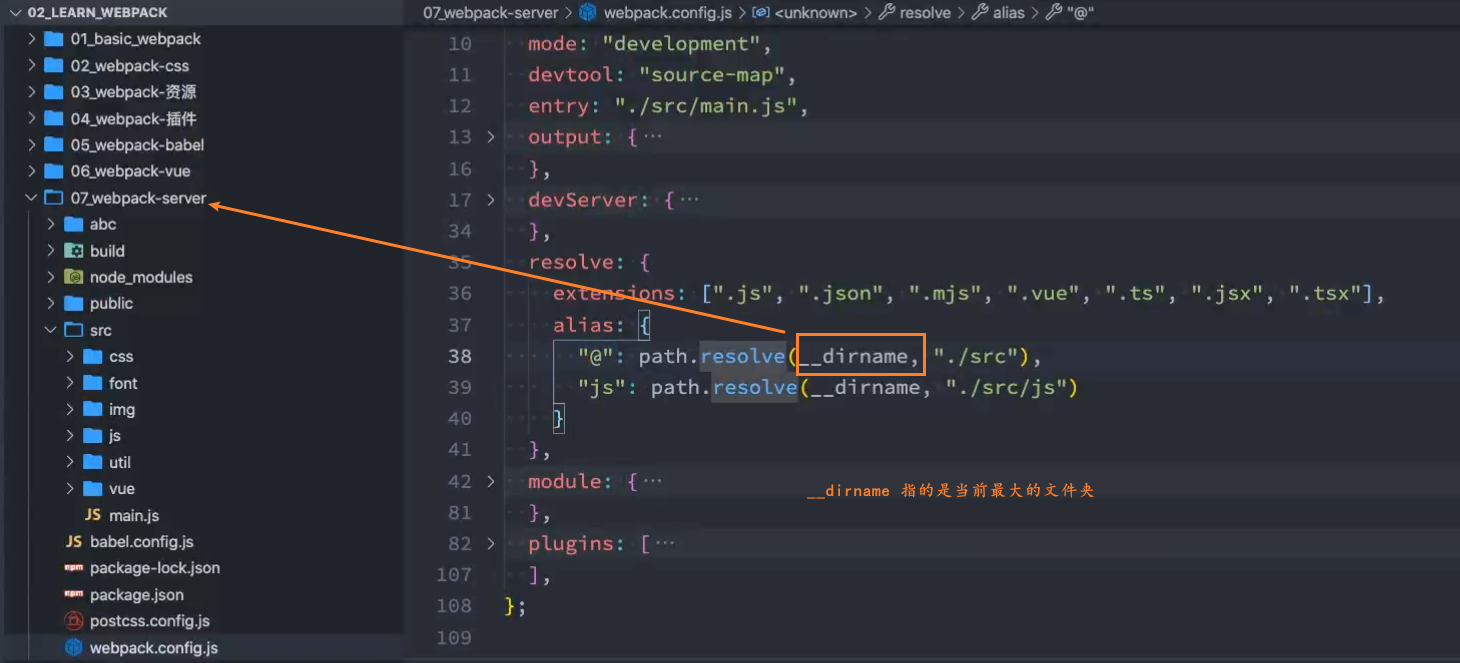 02_LEARN_WEBPACK
01_basic_webpack
02_webpack-css
03_webpack-资源
04_webpack-插件
05_webpack-babel
06_webpack-vue
07_webpack-server
abc
build
node_modules
public
src
css
font
img
js
util
vue
JS main.js
JS babel.config.js
npm package-lock.json
npm package.json
postcss.config.js
webpack.config.js
07_webpack-server > webpack.config.js > <unknown> > resolve > alias > "@"
10 mode: "development",
11 devtool: "source-map",
12 entry: "./src/main.js",
13 > output: { ...
16 },
17 > devServer: { ...
34 },
35 resolve: {
36 extensions: [".js", ".json", ".mjs", ".vue", ".ts", ".jsx", ".tsx"],
37 alias: {
38 "@": path.resolve(__dirname, "./src"),
39 "js": path.resolve(__dirname, "./src/js")
40 }
41 },
42 > module: { ...
__dirname 指的是当前最大的文件夹
81 },
82 > plugins: [ ...
107 ],
108 };
109